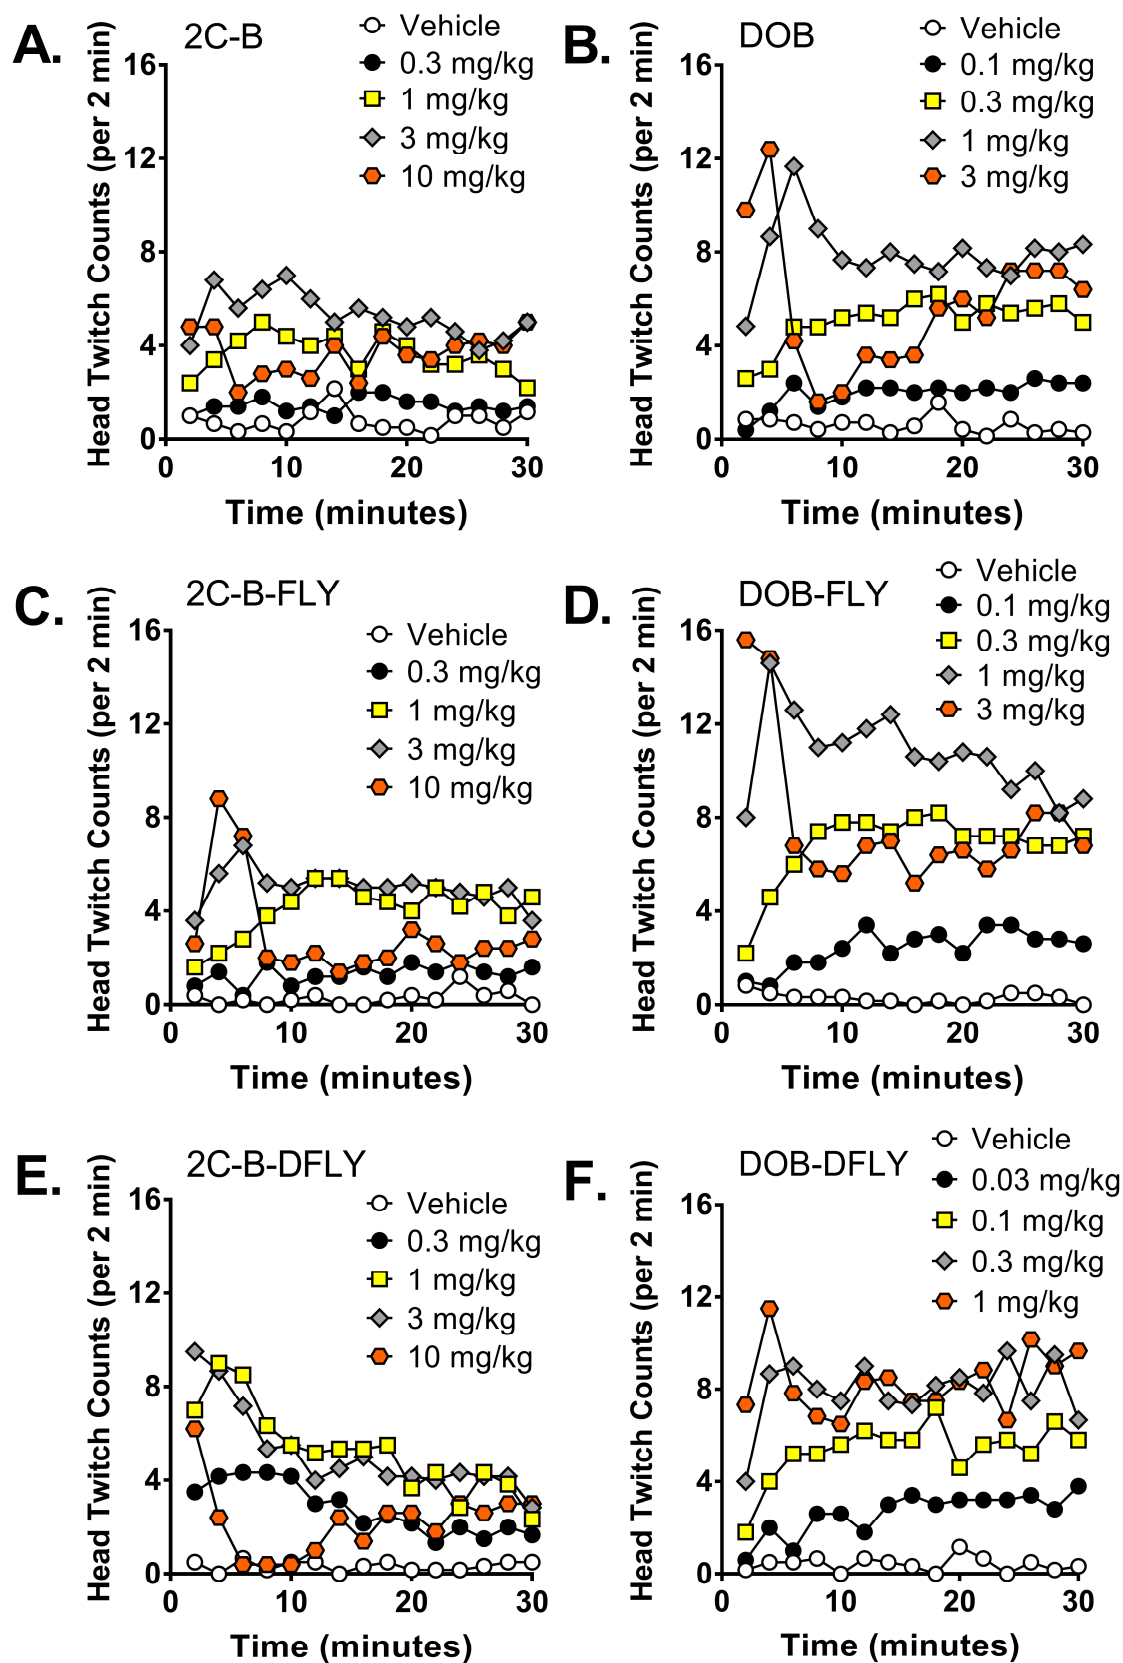 A. 2C-B
Vehicle
0.3 mg/kg
1 mg/kg
3 mg/kg
10 mg/kg
Head Twitch Counts (per 2 min)
16
12
8
4
0
0 10 20 30
Time (minutes)
B. DOB
Vehicle
0.1 mg/kg
0.3 mg/kg
1 mg/kg
3 mg/kg
Head Twitch Counts (per 2 min)
16
12
8
4
0
0 10 20 30
Time (minutes)
C. 2C-B-FLY
Vehicle
0.3 mg/kg
1 mg/kg
3 mg/kg
10 mg/kg
Head Twitch Counts (per 2 min)
16
12
8
4
0
0 10 20 30
Time (minutes)
D. DOB-FLY
Vehicle
0.1 mg/kg
0.3 mg/kg
1 mg/kg
3 mg/kg
Head Twitch Counts (per 2 min)
16
12
8
4
0
0 10 20 30
Time (minutes)
E. 2C-B-DFLY
Vehicle
0.3 mg/kg
1 mg/kg
3 mg/kg
10 mg/kg
Head Twitch Counts (per 2 min)
16
12
8
4
0
0 10 20 30
Time (minutes)
F. DOB-DFLY
Vehicle
0.03 mg/kg
0.1 mg/kg
0.3 mg/kg
1 mg/kg
Head Twitch Counts (per 2 min)
16
12
8
4
0
0 10 20 30
Time (minutes)